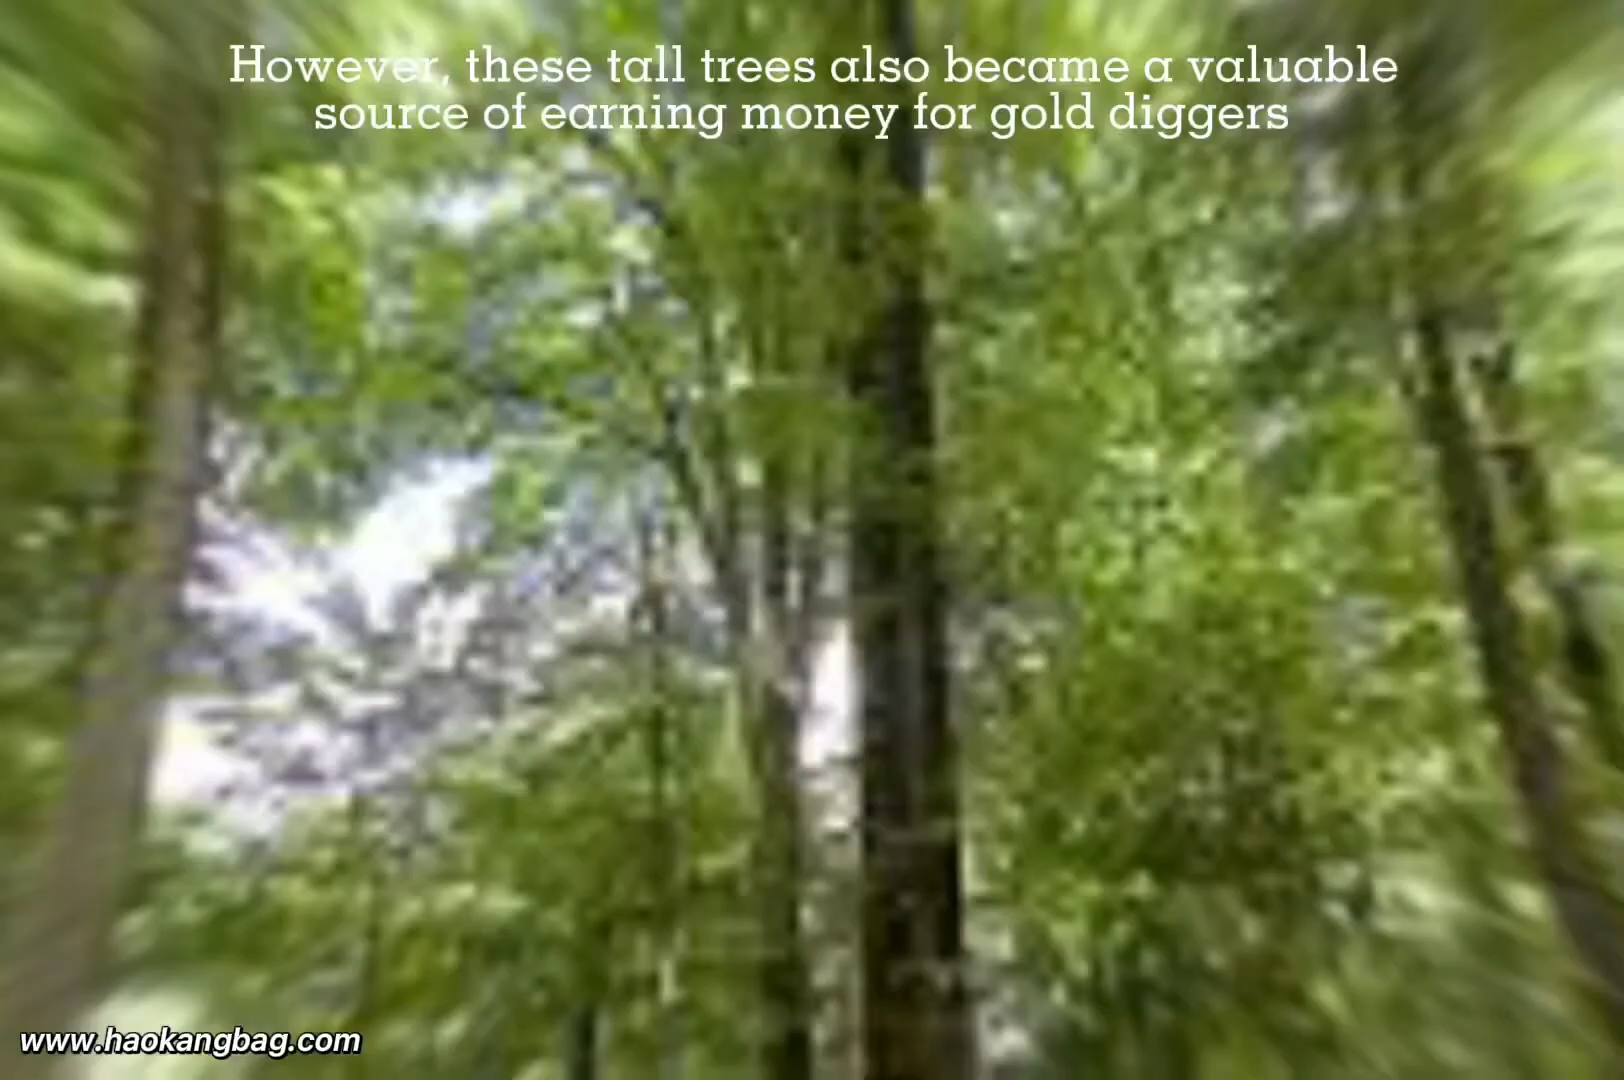 However, these tall trees also became a valuable
source of earning money for gold diggers
www.haokangbag.com